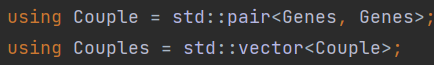 using Couple = std::pair<Genes, Genes>;
using Couples = std::vector<Couple>;